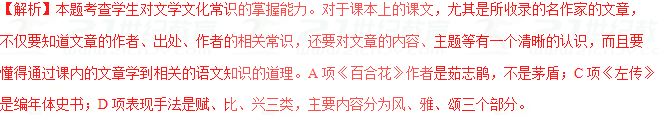 【解析】本题考查学生对文学文化常识的掌握能力。对于课本上的课文，尤其是所收录的名作家的文章，
不仅要知道文章的作者、出处、作者的相关常识，还要对文章的内容、主题等有一个清晰的认识，而且要
懂得通过课内的文章学到相关的语文知识的道理。A 项《百合花》作者是茹志鹃，不是茅盾；C 项《左传》
是编年体史书；D 项表现手法是赋、比、兴三类，主要内容分为风、雅、颂三个部分。